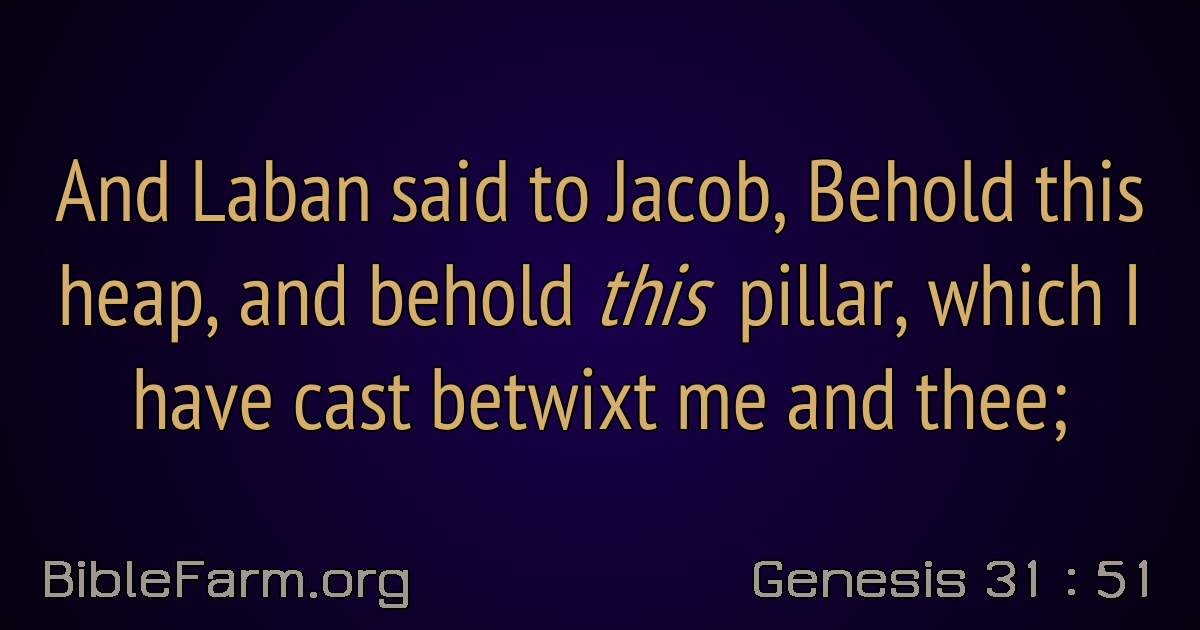 And Laban said to Jacob, Behold this
heap, and behold this pillar, which I
have cast betwixt me and thee;
BibleFarm.org
Genesis 31 : 51